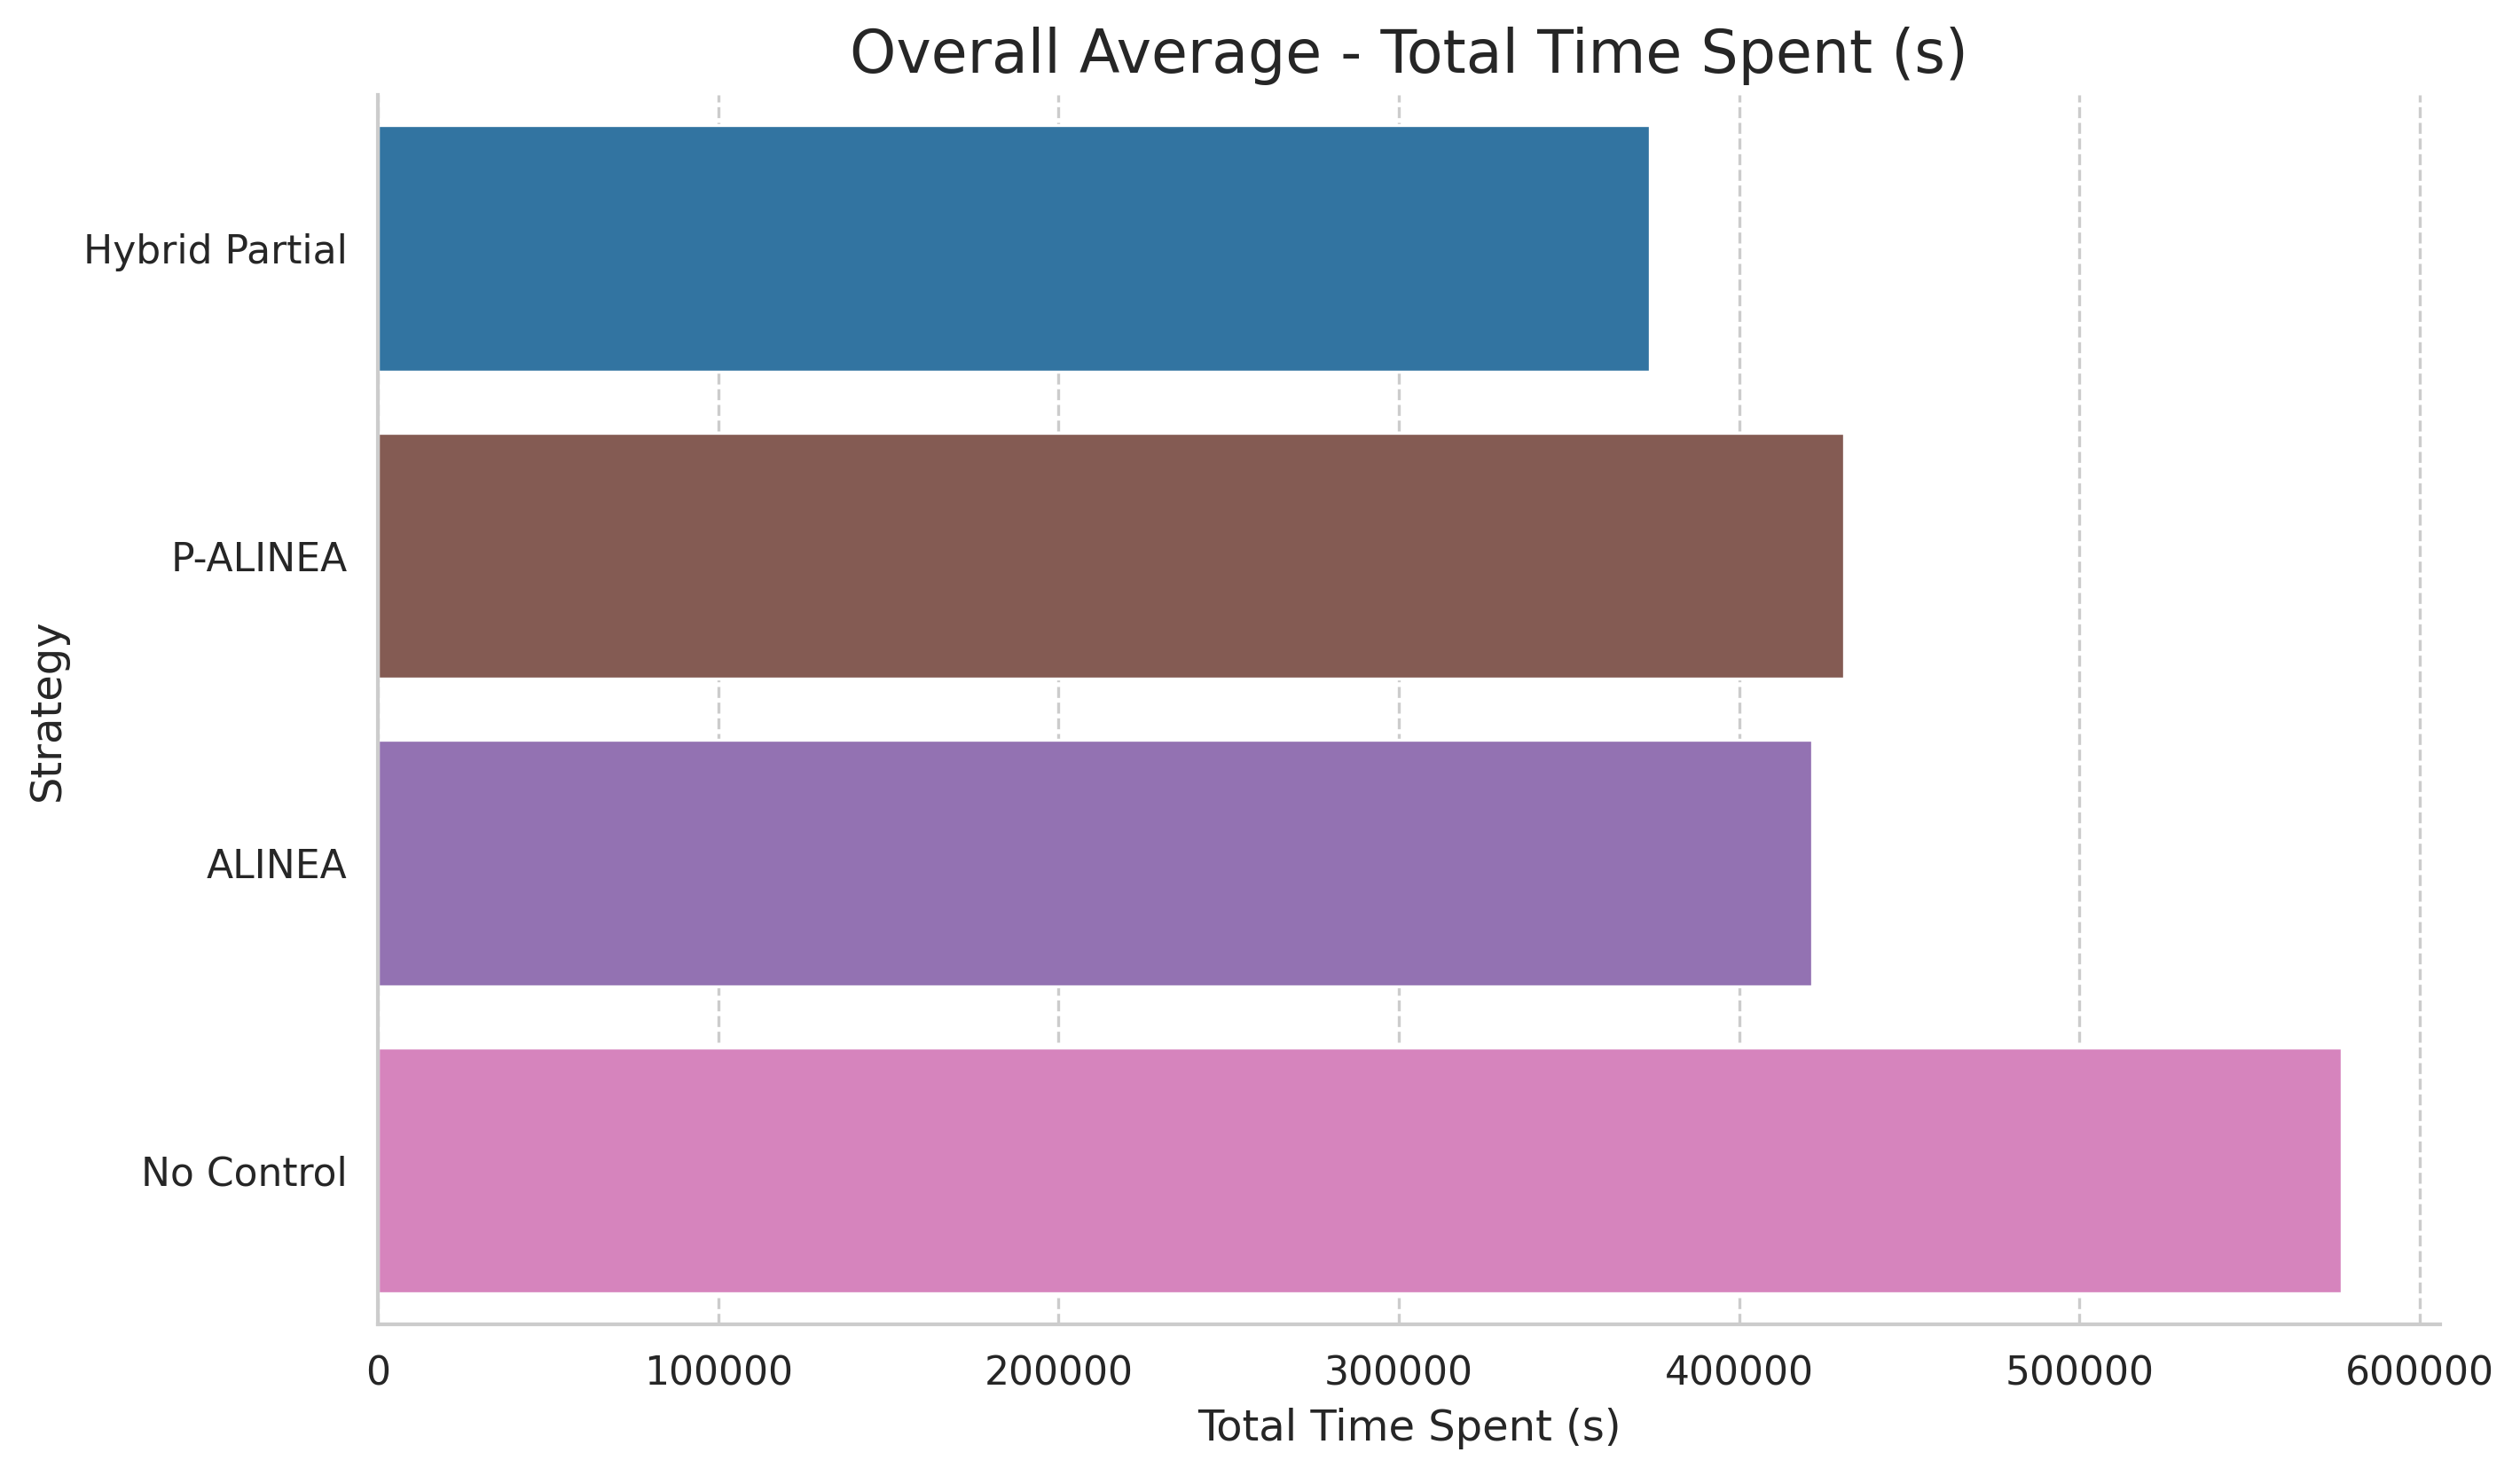 Overall Average - Total Time Spent (s)
Strategy
Hybrid Partial
P-ALINEA
ALINEA
No Control
0 100000 200000 300000 400000 500000 600000
Total Time Spent (s)